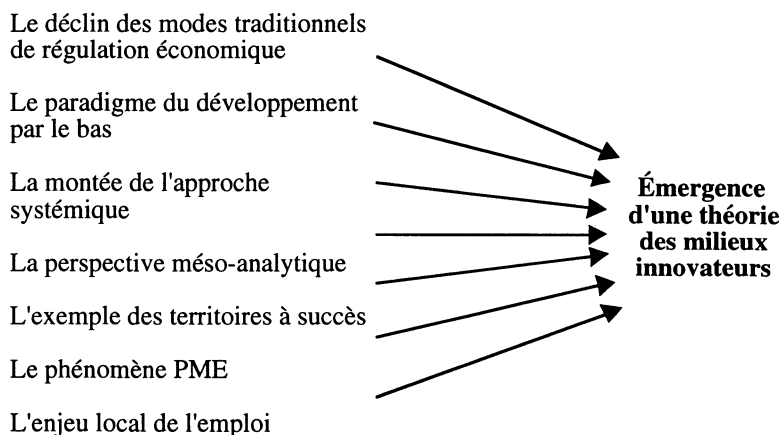 Le déclin des modes traditionnels
de régulation économique
Le paradigme du développement
par le bas
La montée de l'approche
systémique
La perspective méso-analytique
L'exemple des territoires à succès
Le phénomène PME
L'enjeu local de l'emploi
Émergence
d'une théorie
des milieux
innovateurs